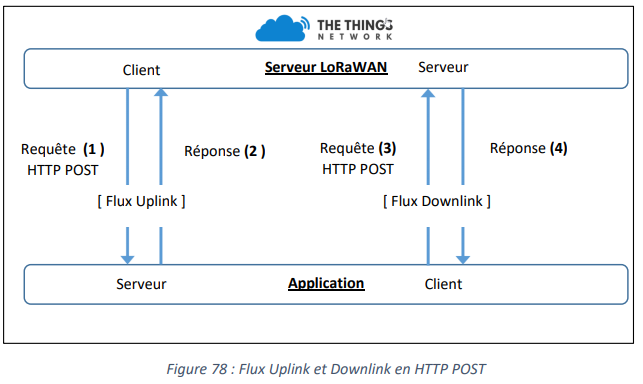 THE THINGS
NETWORK
Client
Serveur LoRaWAN
Serveur
Requête (1 )
HTTP POST
Réponse (2 )
Requête (3)
HTTP POST
Réponse (4)
[ Flux Uplink ]
[ Flux Downlink ]
Serveur
Application
Client
Figure 78 : Flux Uplink et Downlink en HTTP POST